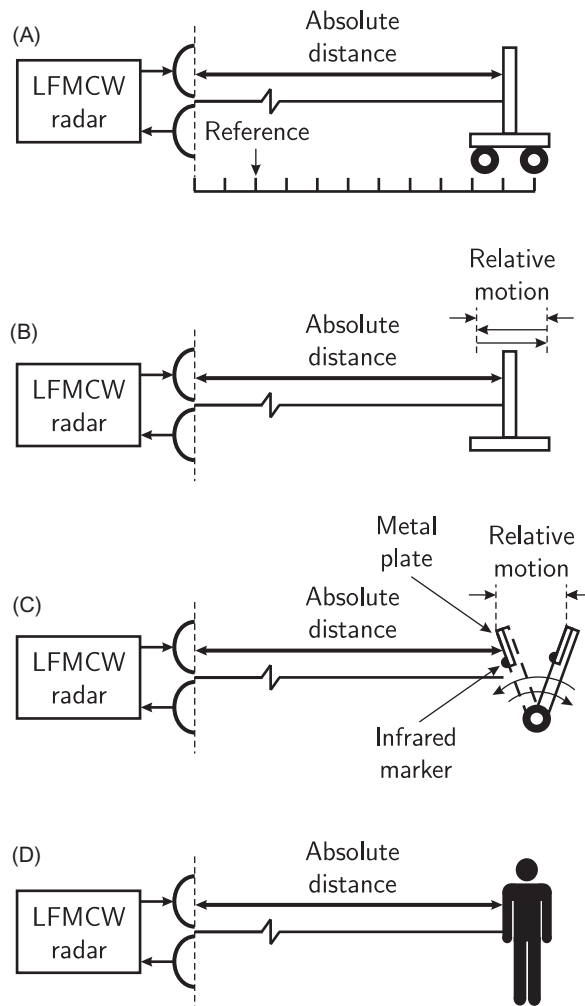 (A)
LFMCW
radar
Absolute
distance
Reference
(B)
LFMCW
radar
Absolute
distance
Relative
motion
(C)
LFMCW
radar
Absolute
distance
Metal
plate
Relative
motion
Infrared
marker
(D)
LFMCW
radar
Absolute
distance